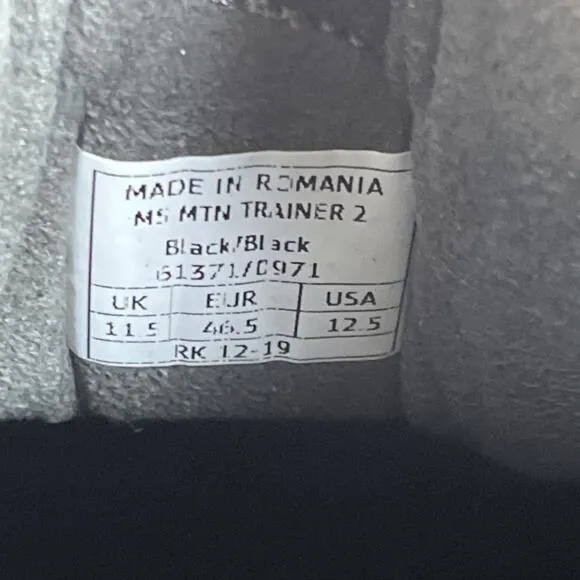 MADE IN ROMANIA
MS MTN TRAINER 2
Black/Black
61371/0971
UK EUR USA
11.5 46.5 12.5
RK 12-19